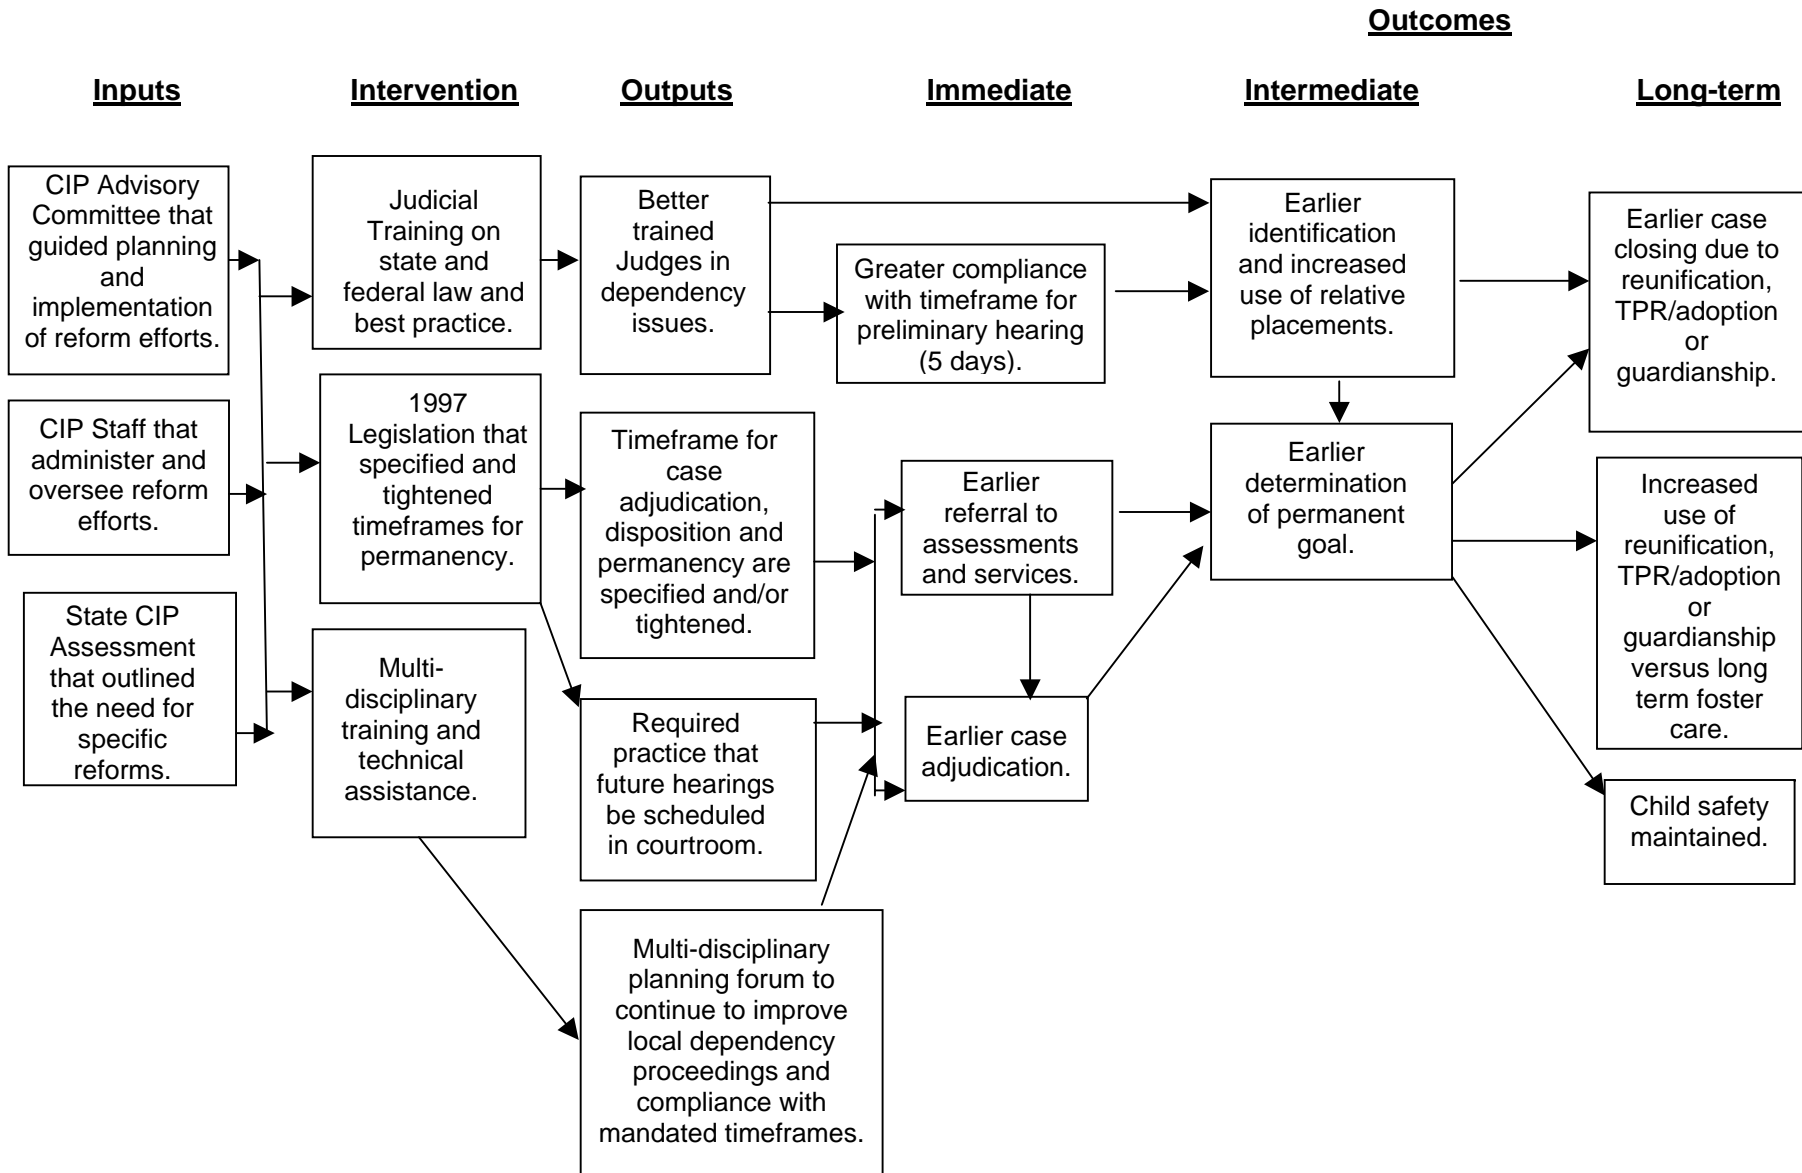 Outcomes
Inputs
Intervention
Outputs
Immediate
Intermediate
Long-term
CIP Advisory
Committee that
guided planning
and
implementation
of reform efforts.
CIP Staff that
administer and
oversee reform
efforts.
State CIP
Assessment
that outlined
the need for
specific
reforms.
Judicial
Training on
state and
federal law and
best practice.
1997
Legislation that
specified and
tightened
timeframes for
permanency.
Multi-
disciplinary
training and
technical
assistance.
Better
trained
Judges in
dependency
issues.
Timeframe for
case
adjudication,
disposition and
permanency are
specified and/or
tightened.
Required
practice that
future hearings
be scheduled
in courtroom.
Multi-disciplinary
planning forum to
continue to improve
local dependency
proceedings and
compliance with
mandated timeframes.
Greater compliance
with timeframe for
preliminary hearing
(5 days).
Earlier
referral to
assessments
and services.
Earlier case
adjudication.
Earlier
identification
and increased
use of relative
placements.
Earlier
determination
of permanent
goal.
Earlier case
closing due to
reunification,
TPR/adoption
or
guardianship.
Increased
use of
reunification,
TPR/adoption
or
guardianship
versus long
term foster
care.
Child safety
maintained.